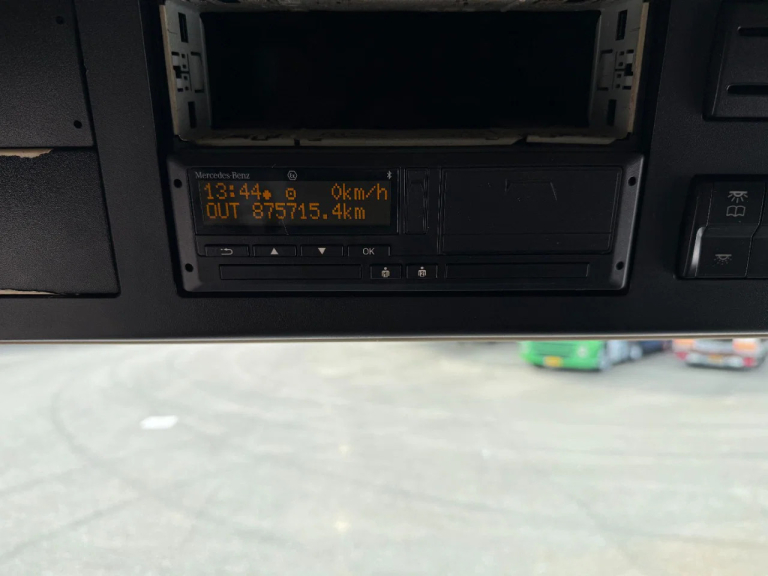 Mercedes-Benz
13:44 0km/h
OUT 875715.4km
OK